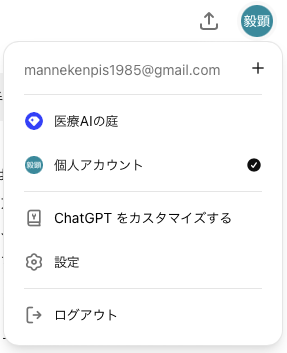 毅顕
mannekenpis1985@gmail.com
医療AIの庭
毅顕 個人アカウント
ChatGPT をカスタマイズする
設定
ログアウト